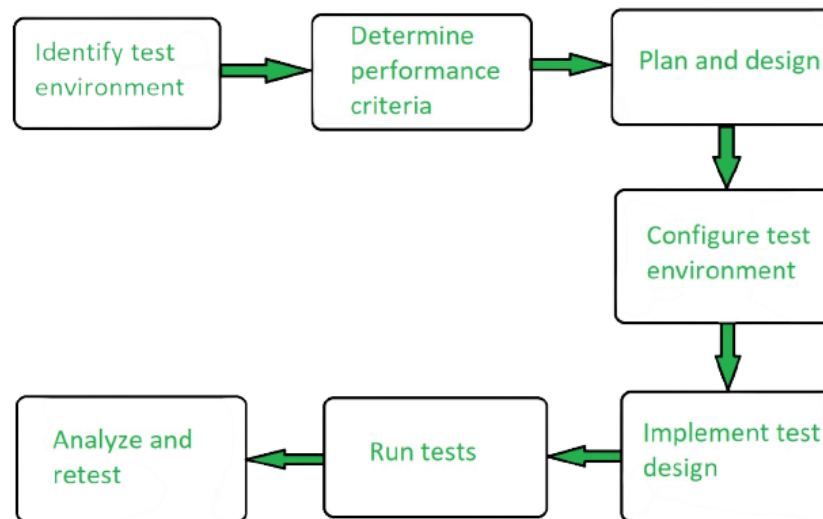 Identify test
environment
Determine
performance
criteria
Plan and design
Configure test
environment
Implement test
design
Run tests
Analyze and
retest